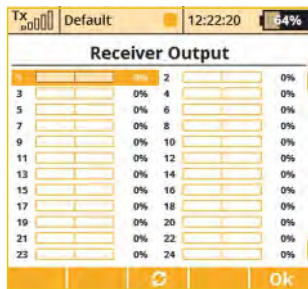 Tx Default 12:22:20 64%
Receiver Output
1 0% 2 0%
3 0% 4 0%
5 0% 6 0%
7 0% 8 0%
9 0% 10 0%
11 0% 12 0%
13 0% 14 0%
15 0% 16 0%
17 0% 18 0%
19 0% 20 0%
21 0% 22 0%
23 0% 24 0%
Ok